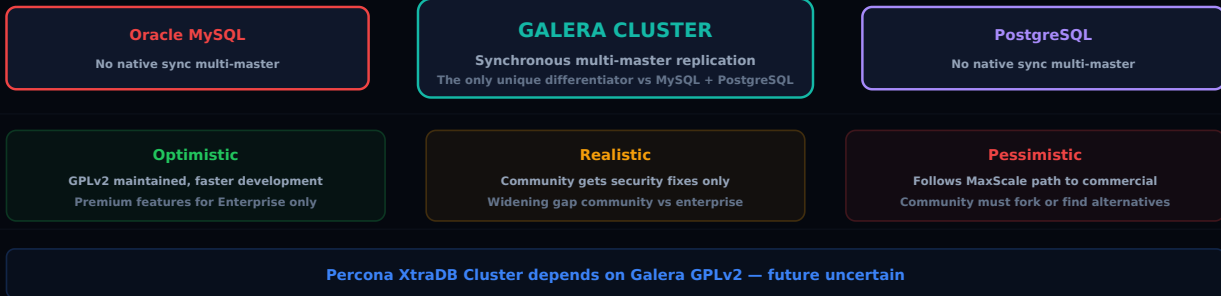 Oracle MySQL
No native sync multi-master
GALERA CLUSTER
Synchronous multi-master replication
The only unique differentiator vs MySQL + PostgreSQL
PostgreSQL
No native sync multi-master
Optimistic
GPLv2 maintained, faster development
Premium features for Enterprise only
Realistic
Community gets security fixes only
Widening gap community vs enterprise
Pessimistic
Follows MaxScale path to commercial
Community must fork or find alternatives
Percona XtraDB Cluster depends on Galera GPLv2 — future uncertain